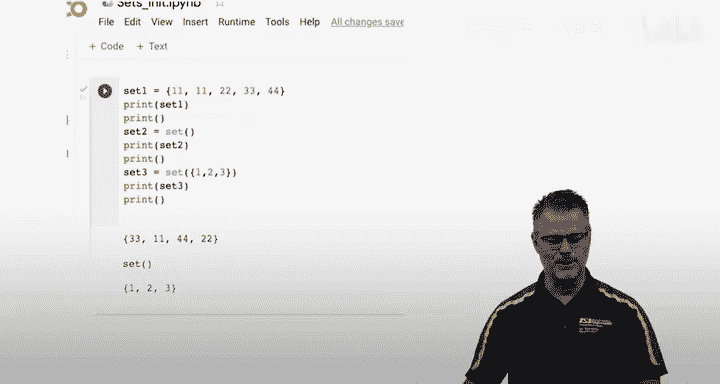 Sets_init.ipynb
File Edit View Insert Runtime Tools Help All changes save
+ Code + Text
set1 = {11, 11, 22, 33, 44}
print(set1)
print()
set2 = set()
print(set2)
print()
set3 = set({1,2,3})
print(set3)
print()
{33, 11, 44, 22}
set()
{1, 2, 3}